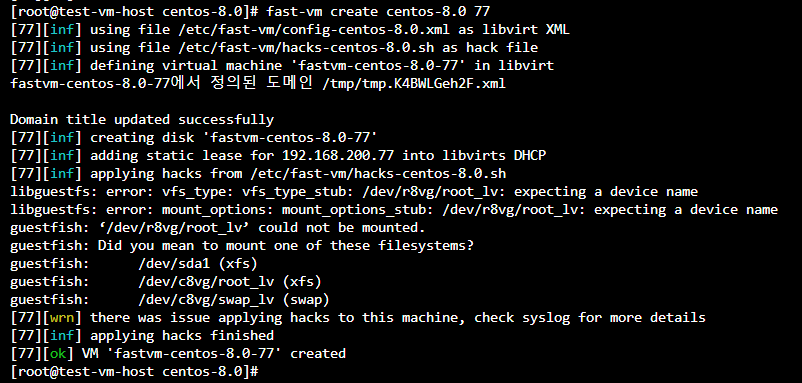 [root@test-vm-host centos-8.0]# fast-vm create centos-8.0 77
[77][inf] using file /etc/fast-vm/config-centos-8.0.xml as libvirt XML
[77][inf] using file /etc/fast-vm/hacks-centos-8.0.sh as hack file
[77][inf] defining virtual machine 'fastvm-centos-8.0-77' in libvirt
fastvm-centos-8.0-77에서 정의된 도메인 /tmp/tmp.K4BWLGeh2F.xml

Domain title updated successfully
[77][inf] creating disk 'fastvm-centos-8.0-77'
[77][inf] adding static lease for 192.168.200.77 into libvirts DHCP
[77][inf] applying hacks from /etc/fast-vm/hacks-centos-8.0.sh
libguestfs: error: vfs_type: vfs_type_stub: /dev/r8vg/root_lv: expecting a device name
libguestfs: error: mount_options: mount_options_stub: /dev/r8vg/root_lv: expecting a device name
guestfish: ‘/dev/r8vg/root_lv’ could not be mounted.
guestfish: Did you mean to mount one of these filesystems?
guestfish:      /dev/sda1 (xfs)
guestfish:      /dev/c8vg/root_lv (xfs)
guestfish:      /dev/c8vg/swap_lv (swap)
[77][wrn] there was issue applying hacks to this machine, check syslog for more details
[77][inf] applying hacks finished
[77][ok] VM 'fastvm-centos-8.0-77' created
[root@test-vm-host centos-8.0]#